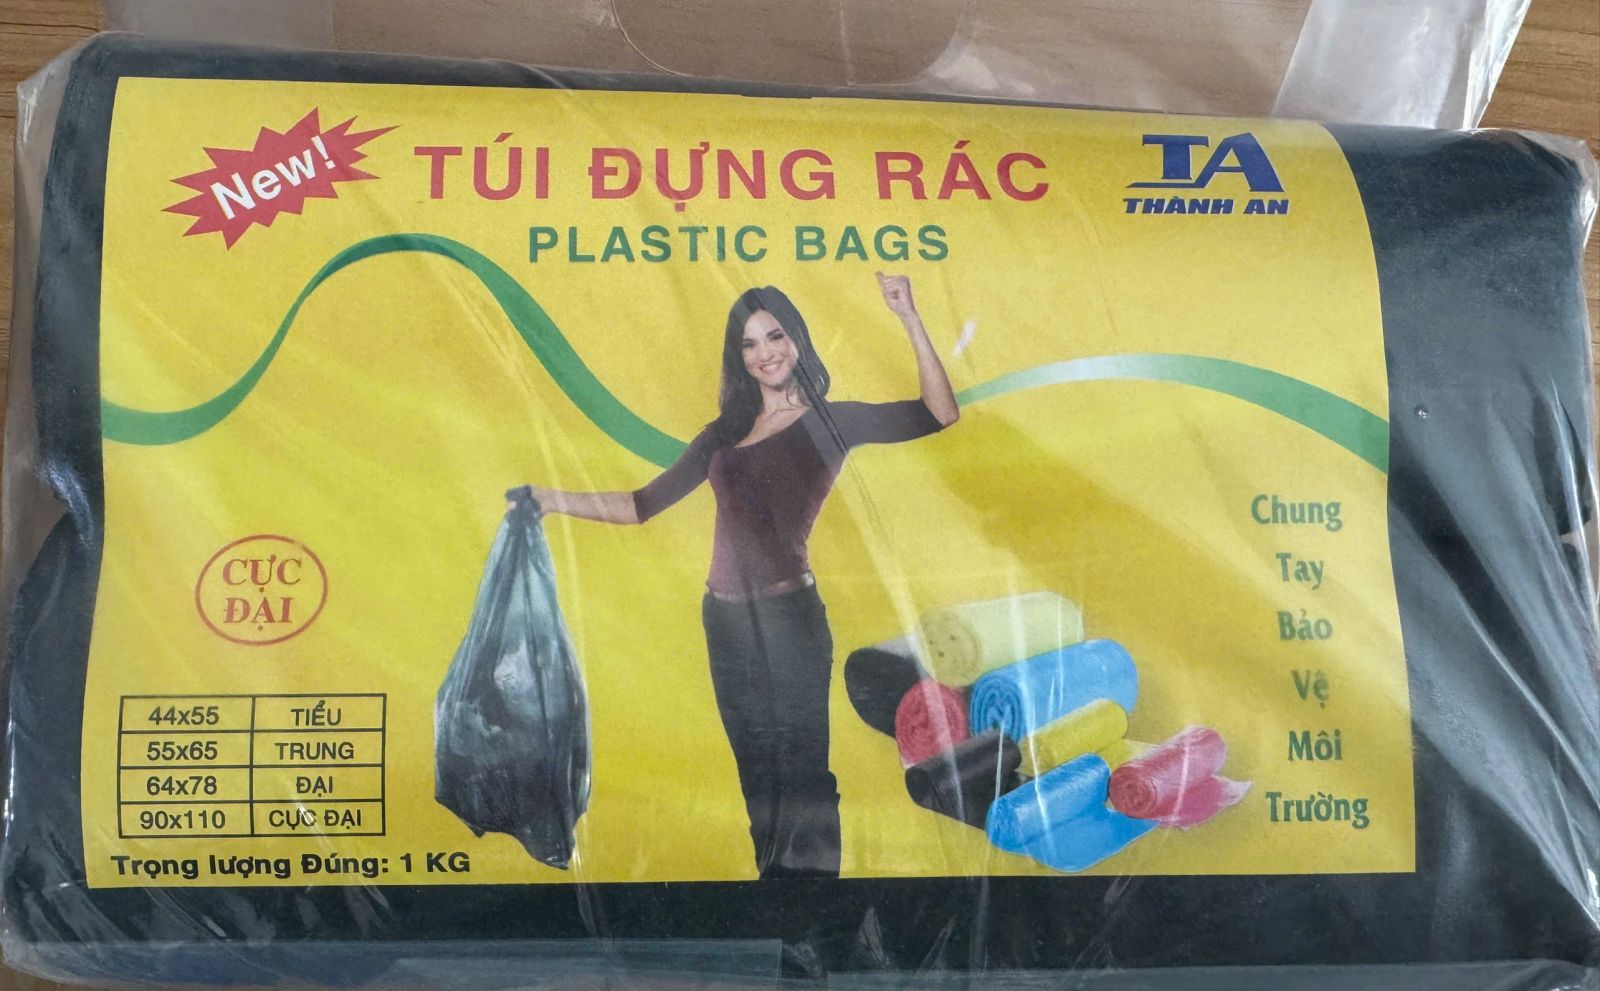 New!
TÚI ĐỰNG RÁC
PLASTIC BAGS
TA
THÀNH AN
CỰC
ĐẠI
44x55 TIỂU
55x65 TRUNG
64x78 ĐẠI
90x110 CỰC ĐẠI
Trọng lượng Đúng: 1 KG
Chung
Tay
Bảo
Vệ
Môi
Trường